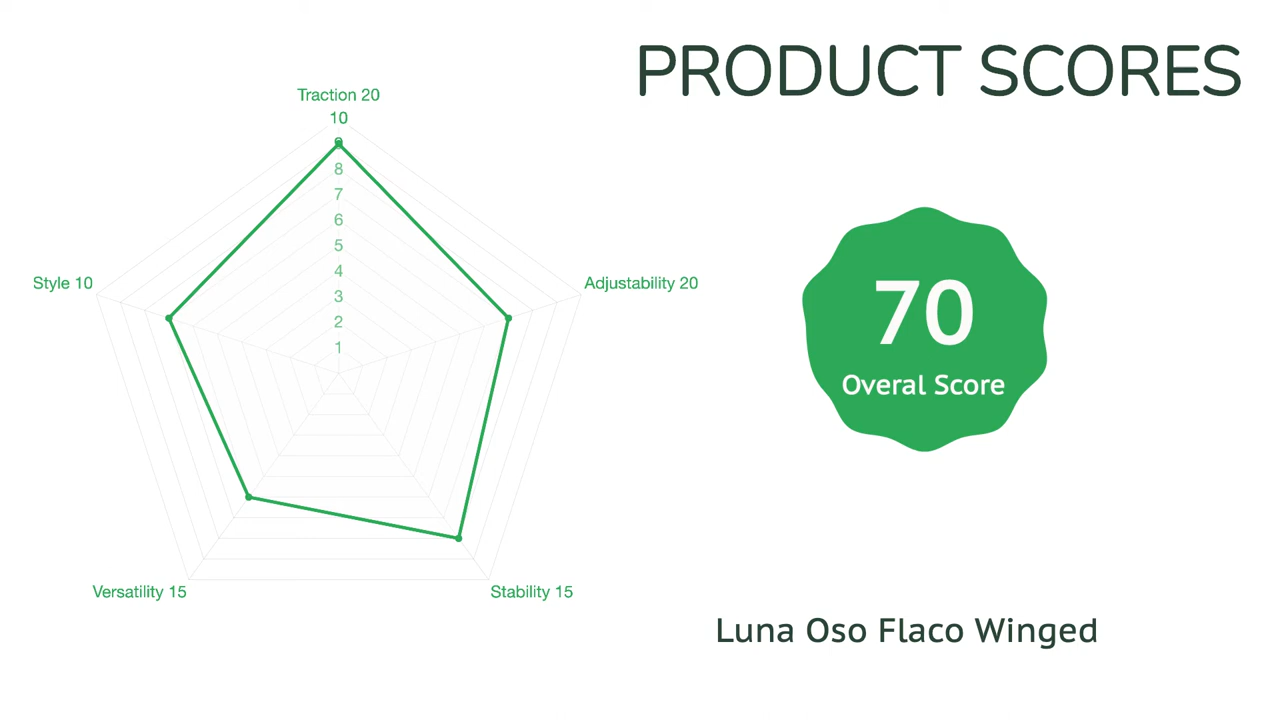 PRODUCT SCORES
Traction 20
10
9
8
7
6
5
4
3
2
1
Style 10
Adjustability 20
Versatility 15
Stability 15
70
Overal Score
Luna Oso Flaco Winged